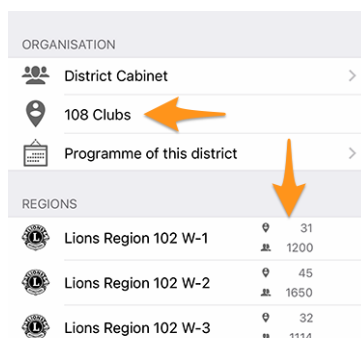 ORGANISATION
District Cabinet
108 Clubs
Programme of this district
REGIONS
Lions Region 102 W-1 31
1200
Lions Region 102 W-2 45
1650
Lions Region 102 W-3 32
1114